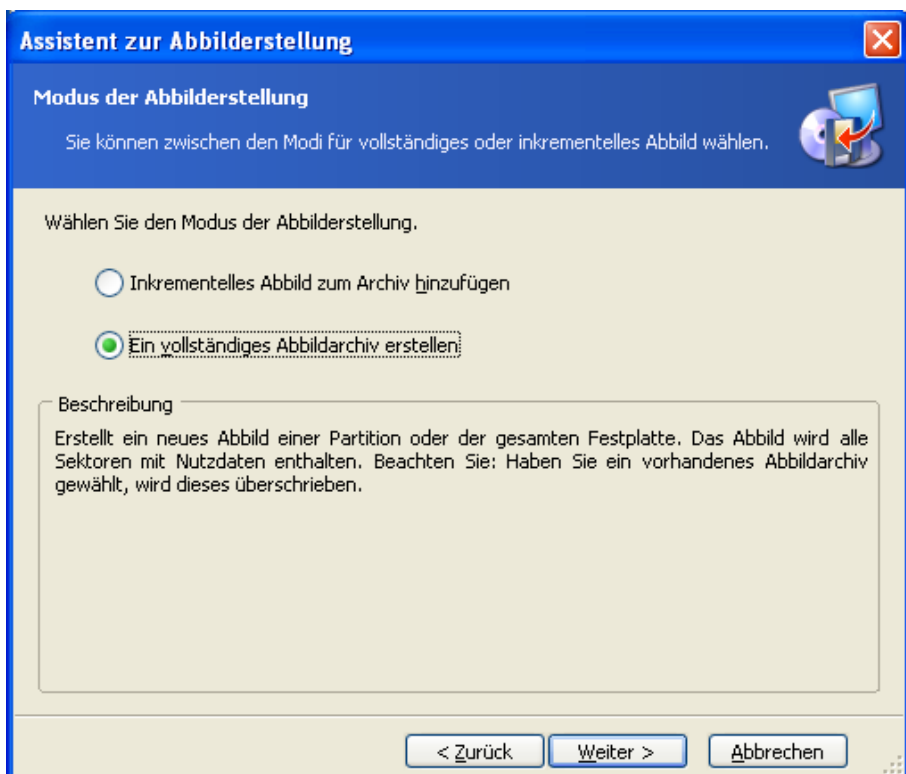 Assistent zur Abbilderstellung
Modus der Abbilderstellung
Sie können zwischen den Modi für vollständiges oder inkrementelles Abbild wählen.
Wählen Sie den Modus der Abbilderstellung.
Inkrementelles Abbild zum Archiv hinzufügen
Ein vollständiges Abbildarchiv erstellen
Beschreibung
Erstellt ein neues Abbild einer Partition oder der gesamten Festplatte. Das Abbild wird alle
Sektoren mit Nutzdaten enthalten. Beachten Sie: Haben Sie ein vorhandenes Abbildarchiv
gewählt, wird dieses überschrieben.
< Zurück Weiter > Abbrechen